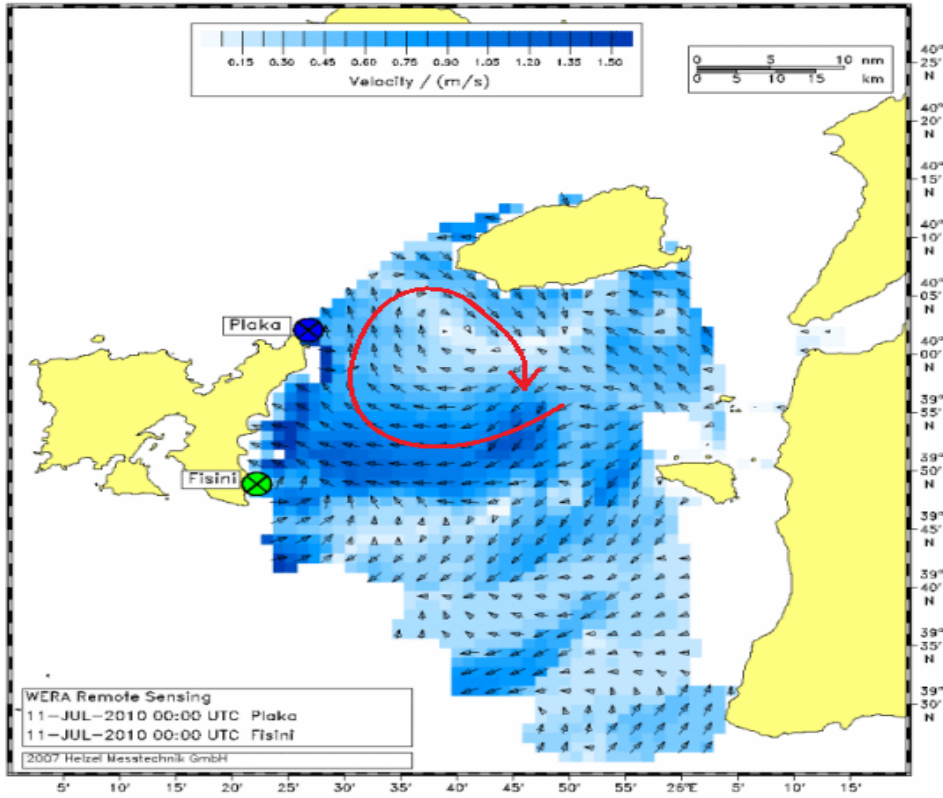 0.15 0.30 0.45 0.60 0.75 0.90 1.05 1.20 1.35 1.50
Velocity / (m/s)
0 5 10 nm
0 5 10 15 km
40°
25'
N
40°
20'
N
40°
15'
N
40°
10'
N
40°
05'
N
40°
00'
N
39°
55'
N
39°
50'
N
39°
45'
N
39°
40'
N
39°
35'
N
39°
30'
N
Plaka
Fisini
WERA Remote Sensing
11-JUL-2010 00:00 UTC Plaka
11-JUL-2010 00:00 UTC Fisini
2007 Helzel Messtechnik GmbH
5' 10' 15' 20' 25' 30' 35' 40' 45' 50' 55' 26°E 5' 10' 15'